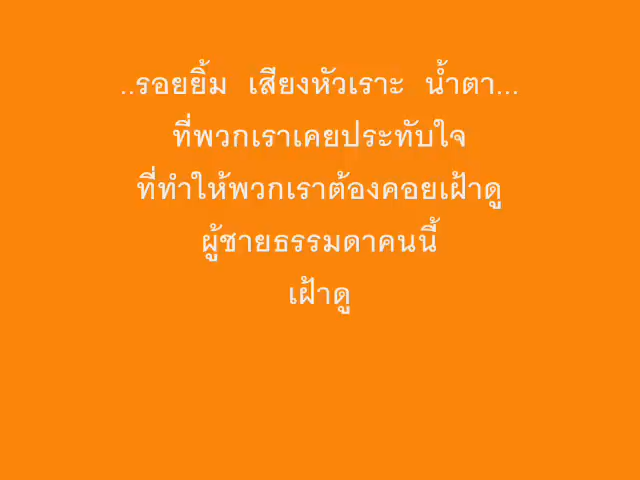 ..รอยยิ้ม เสียงหัวเราะ น้ำตา...
ที่พวกเราเคยประทับใจ
ที่ทำให้พวกเราต้องคอยเฝ้าดู
ผู้ชายธรรมดาคนนี้
เฝ้าดู